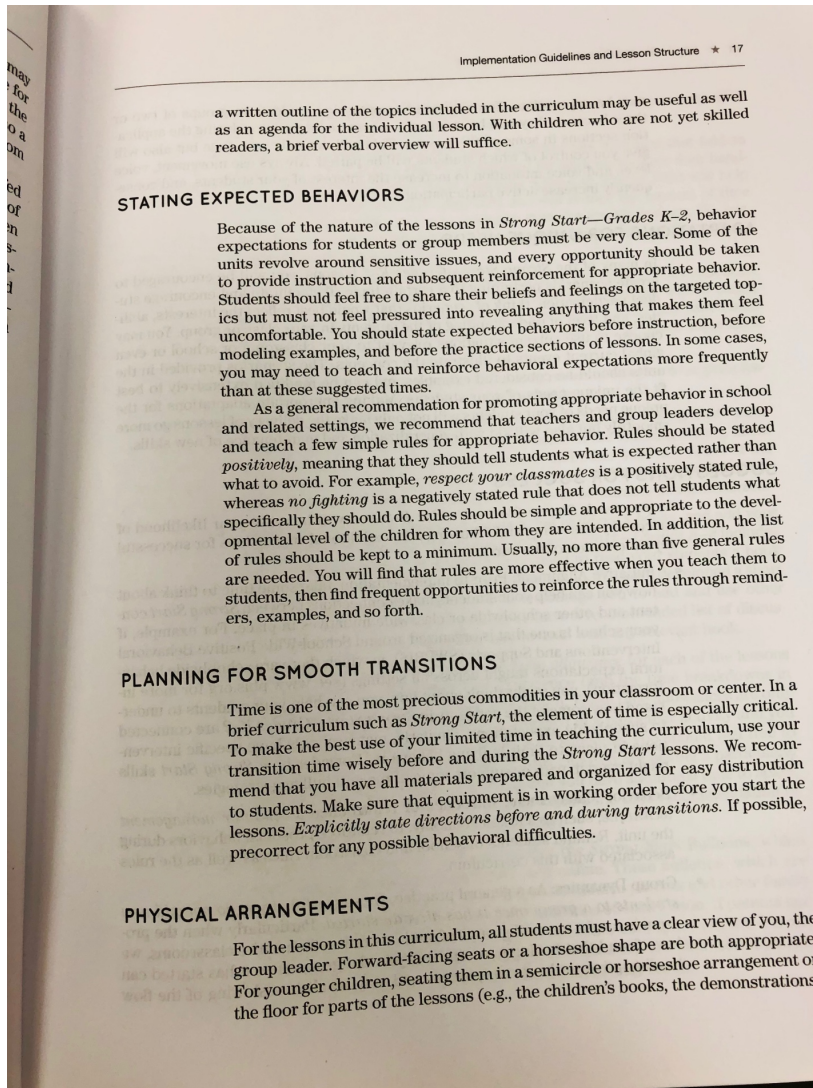 may
for
the
o a
om
ed
of
en
s-
n-
d
-
Implementation Guidelines and Lesson Structure ★ 17
a written outline of the topics included in the curriculum may be useful as well
as an agenda for the individual lesson. With children who are not yet skilled
readers, a brief verbal overview will suffice.
STATING EXPECTED BEHAVIORS
Because of the nature of the lessons in Strong Start—Grades K–2, behavior
expectations for students or group members must be very clear. Some of the
units revolve around sensitive issues, and every opportunity should be taken
to provide instruction and subsequent reinforcement for appropriate behavior.
Students should feel free to share their beliefs and feelings on the targeted top-
ics but must not feel pressured into revealing anything that makes them feel
uncomfortable. You should state expected behaviors before instruction, before
modeling examples, and before the practice sections of lessons. In some cases,
you may need to teach and reinforce behavioral expectations more frequently
than at these suggested times.
As a general recommendation for promoting appropriate behavior in school
and related settings, we recommend that teachers and group leaders develop
and teach a few simple rules for appropriate behavior. Rules should be stated
positively, meaning that they should tell students what is expected rather than
what to avoid. For example, respect your classmates is a positively stated rule,
whereas no fighting is a negatively stated rule that does not tell students what
specifically they should do. Rules should be simple and appropriate to the devel-
opmental level of the children for whom they are intended. In addition, the list
of rules should be kept to a minimum. Usually, no more than five general rules
are needed. You will find that rules are more effective when you teach them to
students, then find frequent opportunities to reinforce the rules through remind-
ers, examples, and so forth.
PLANNING FOR SMOOTH TRANSITIONS
Time is one of the most precious commodities in your classroom or center. In a
brief curriculum such as Strong Start, the element of time is especially critical.
To make the best use of your limited time in teaching the curriculum, use your
transition time wisely before and during the Strong Start lessons. We recom-
mend that you have all materials prepared and organized for easy distribution
to students. Make sure that equipment is in working order before you start the
lessons. Explicitly state directions before and during transitions. If possible,
precorrect for any possible behavioral difficulties.
PHYSICAL ARRANGEMENTS
For the lessons in this curriculum, all students must have a clear view of you, the
group leader. Forward-facing seats or a horseshoe shape are both appropriate
For younger children, seating them in a semicircle or horseshoe arrangement o
the floor for parts of the lessons (e.g., the children's books, the demonstrations